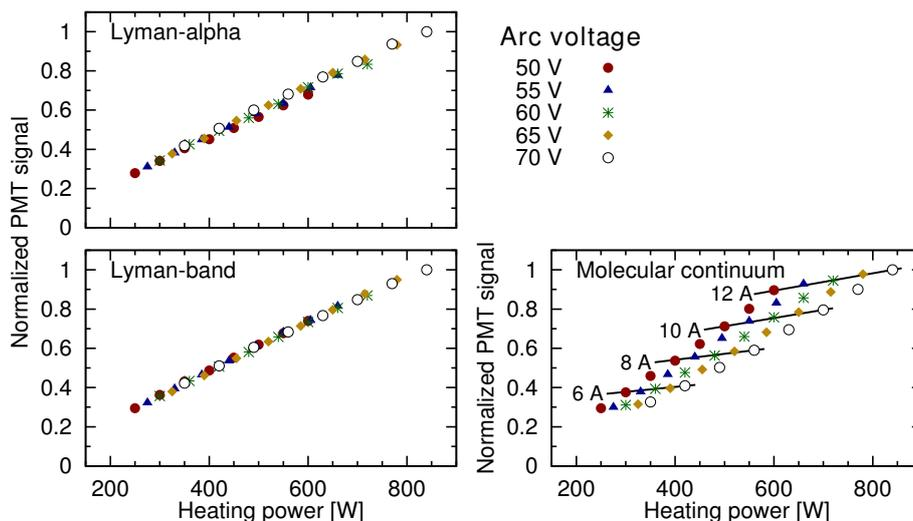 Lyman-alpha
1
0.8
0.6
0.4
0.2
0
Normalized PMT signal
Arc voltage
50 V
55 V
60 V
65 V
70 V
Lyman-band
1
0.8
0.6
0.4
0.2
0
200 400 600 800
Heating power [W]
Normalized PMT signal
Molecular continuum
12 A
10 A
8 A
6 A
1
0.8
0.6
0.4
0.2
0
200 400 600 800
Heating power [W]